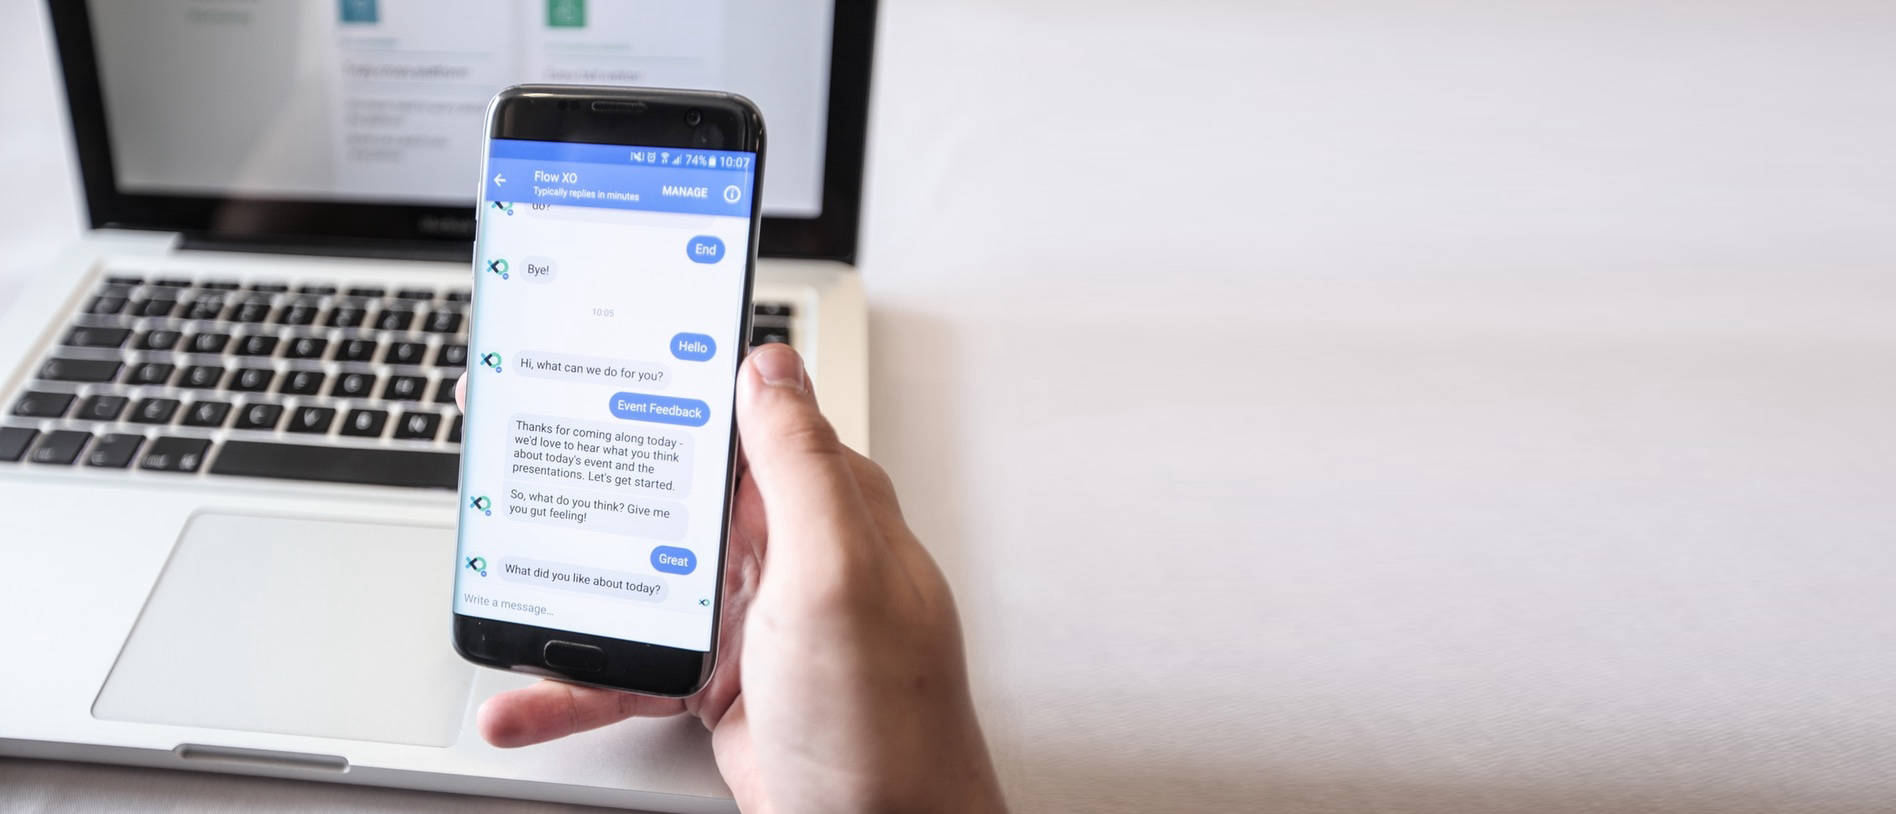 74% 10:07
Flow XO
Typically replies in minutes
MANAGE
do?
End
Bye!
10:05
Hello
Hi, what can we do for you?
Event Feedback
Thanks for coming along today -
we'd love to hear what you think
about today's event and the
presentations. Let's get started.
So, what do you think? Give me
you gut feeling!
Great
What did you like about today?
Write a message...